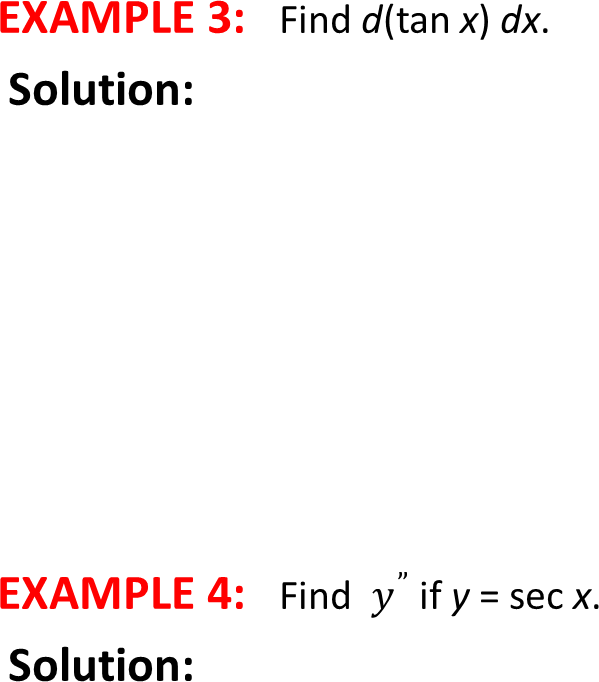 EXAMPLE 3: Find d(tan x) dx.
Solution:
EXAMPLE 4: Find y” if y = sec x.
Solution: